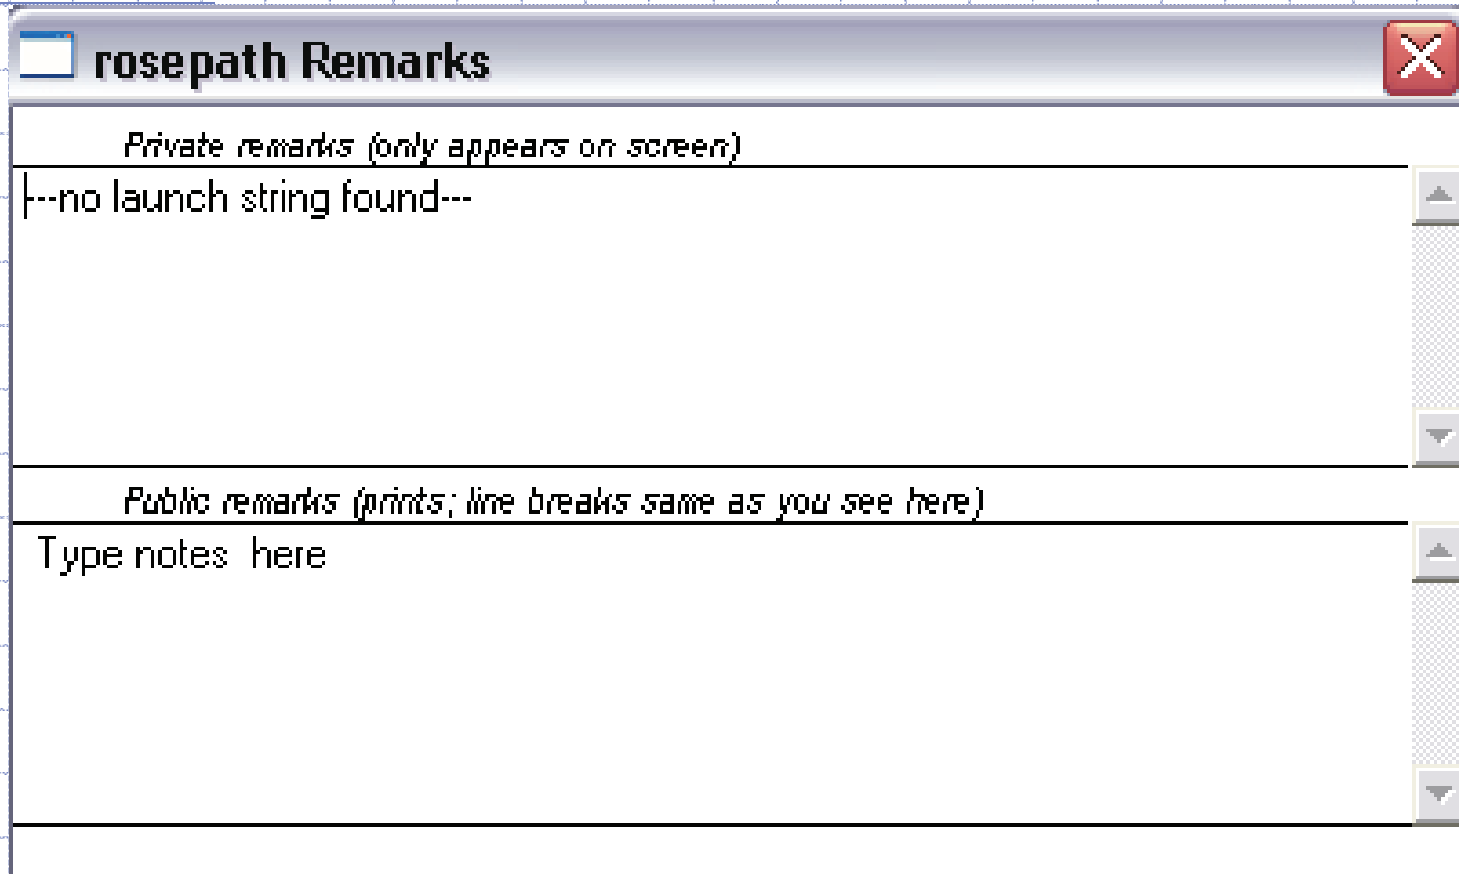 rosepath Remarks
Private remarks (only appears on screen)
---no launch string found---
Public remarks (prints; line breaks same as you see here)
Type notes  here